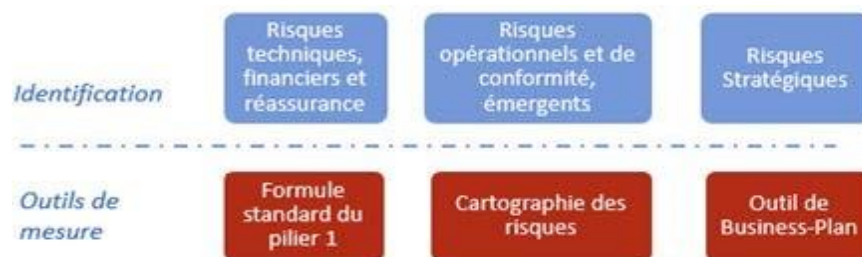 Identification
Risques
techniques,
financiers et
réassurance
Risques
opérationnels et de
conformité,
émergents
Risques
Stratégiques
Outils de
mesure
Formule
standard du
pilier 1
Cartographie des
risques
Outil de
Business-Plan